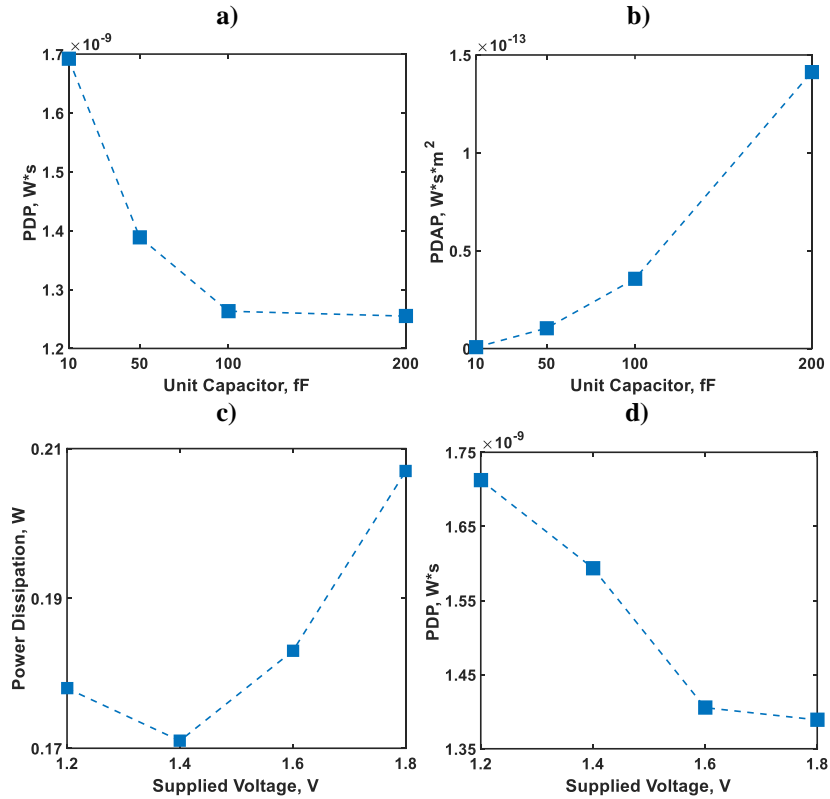 a)
×10^-9
1.7
1.6
1.5
1.4
1.3
1.2
10 50 100 200
PDP, W*s
Unit Capacitor, fF
b)
×10^-13
1.5
1
0.5
0
10 50 100 200
PDAP, W*s*m^2
Unit Capacitor, fF
c)
0.21
0.19
0.17
1.2 1.4 1.6 1.8
Power Dissipation, W
Supplied Voltage, V
d)
×10^-9
1.75
1.65
1.55
1.45
1.35
1.2 1.4 1.6 1.8
PDP, W*s
Supplied Voltage, V